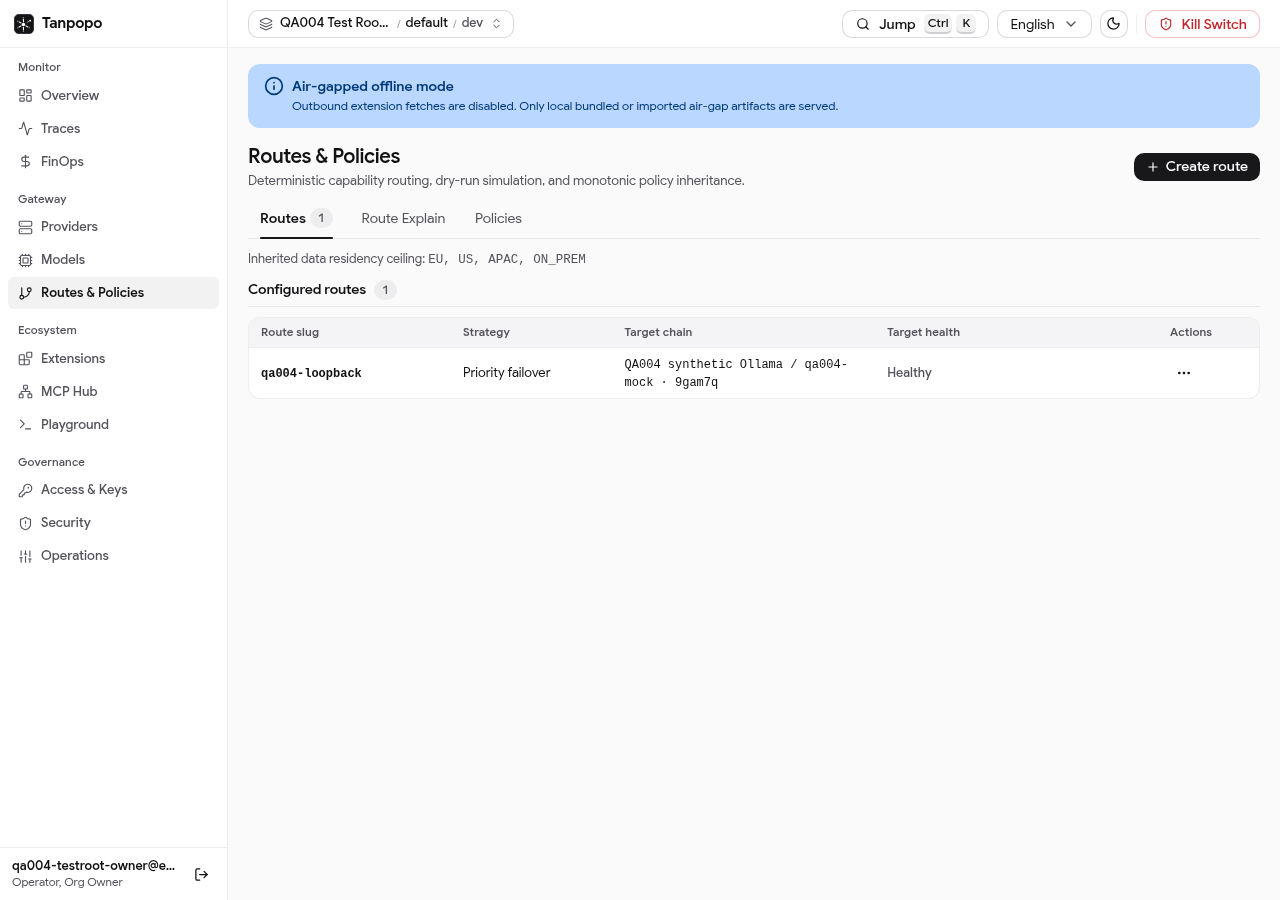 Tanpopo
QA004 Test Roo... / default / dev
Jump Ctrl K
English
Kill Switch
Monitor
Overview
Traces
FinOps
Gateway
Providers
Models
Routes & Policies
Ecosystem
Extensions
MCP Hub
Playground
Governance
Access & Keys
Security
Operations
qa004-testroot-owner@e...
Operator, Org Owner
Air-gapped offline mode
Outbound extension fetches are disabled. Only local bundled or imported air-gap artifacts are served.
Routes & Policies
Deterministic capability routing, dry-run simulation, and monotonic policy inheritance.
Create route
Routes 1 Route Explain Policies
Inherited data residency ceiling: EU, US, APAC, ON_PREM
Configured routes 1
Route slug Strategy Target chain Target health Actions
qa004-loopback Priority failover QA004 synthetic Ollama / qa004-
mock · 9gam7q Healthy